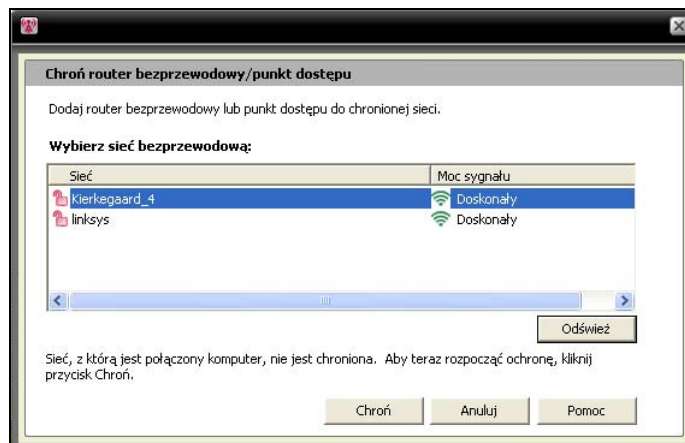 Chroń router bezprzewodowy/punkt dostępu
Dodaj router bezprzewodowy lub punkt dostępu do chronionej sieci.
Wybierz sieć bezprzewodową:
Sieć Moc sygnału
Kierkegaard_4 Doskonały
linksys Doskonały
Odśwież
Sieć, z którą jest połączony komputer, nie jest chroniona. Aby teraz rozpocząć ochronę, kliknij
przycisk Chroń.
Chroń Anuluj Pomoc